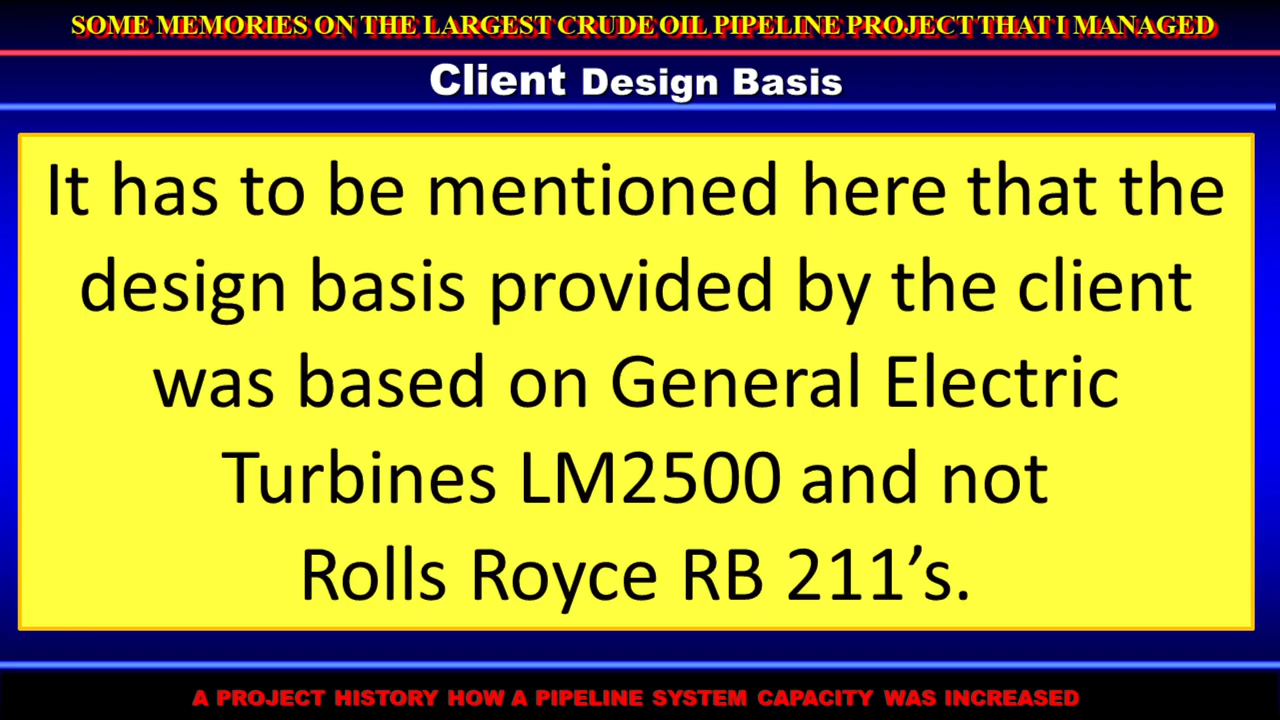 SOME MEMORIES ON THE LARGEST CRUDE OIL PIPELINE PROJECT THAT I MANAGED
Client Design Basis
It has to be mentioned here that the
design basis provided by the client
was based on General Electric
Turbines LM2500 and not
Rolls Royce RB 211’s.
A PROJECT HISTORY HOW A PIPELINE SYSTEM CAPACITY WAS INCREASED